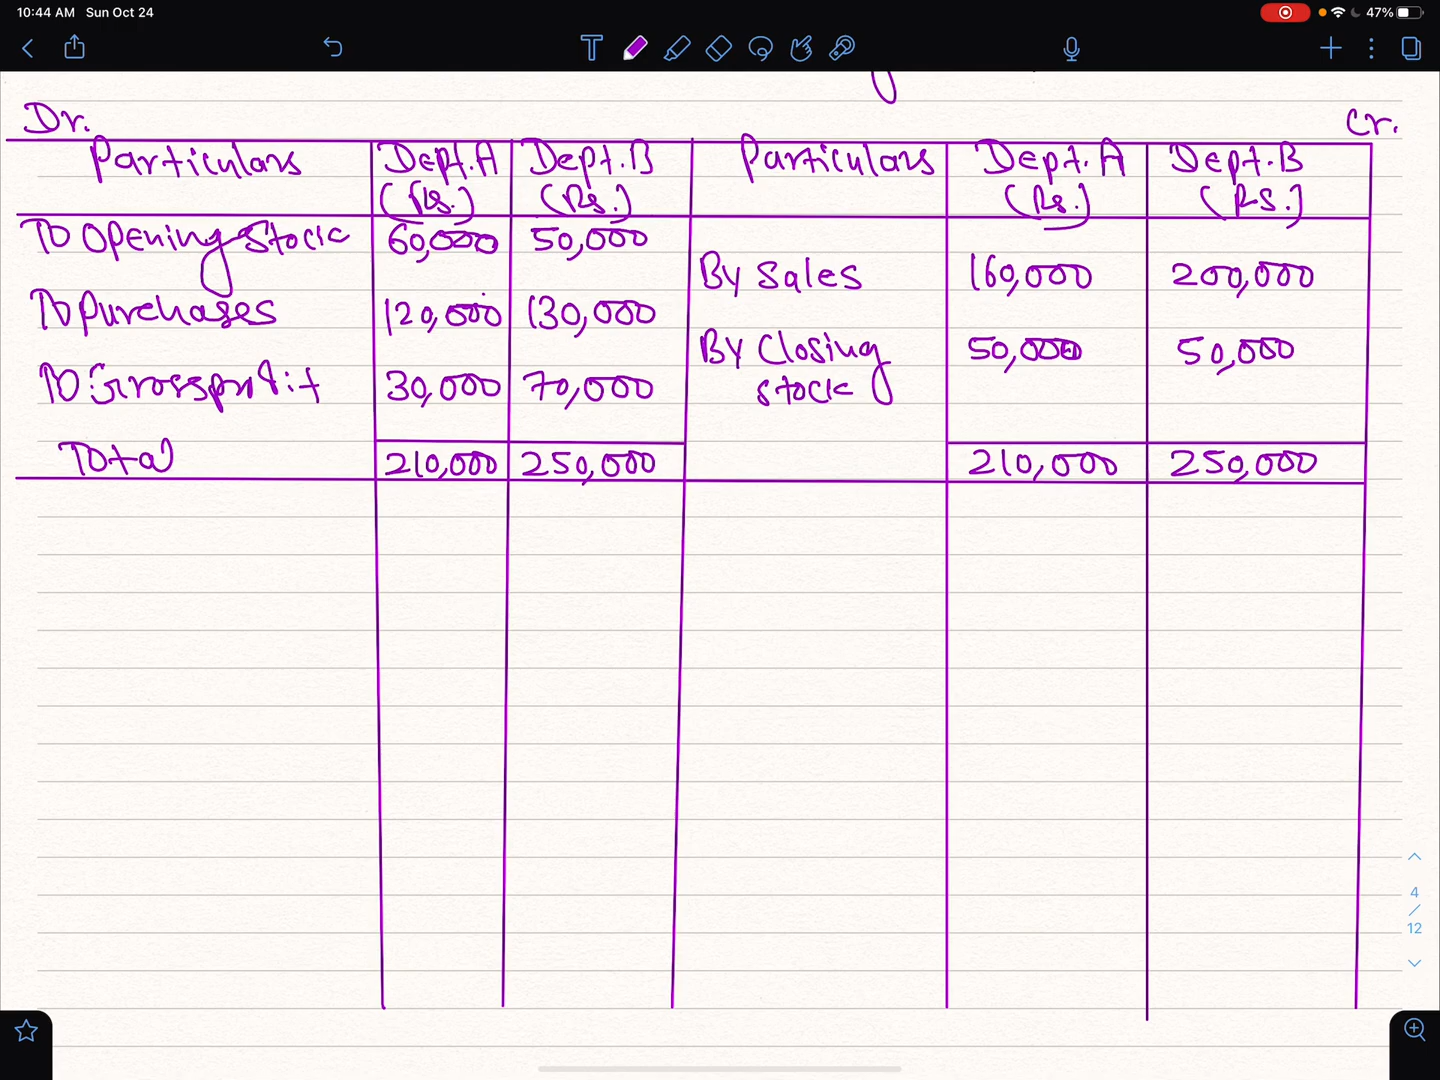 10:44 AM Sun Oct 24 47%
Dr. Cr.
Particulars Dept.A Dept.B Particulars Dept.A Dept.B
(Rs.) (Rs.) (Rs.) (Rs.)
To Opening Stock 60,000 50,000
By Sales 160,000 200,000
To Purchases 120,000 130,000
By Closing 50,000 50,000
To Gross profit 30,000 70,000 stock
Total 210,000 250,000 210,000 250,000
4
/
12